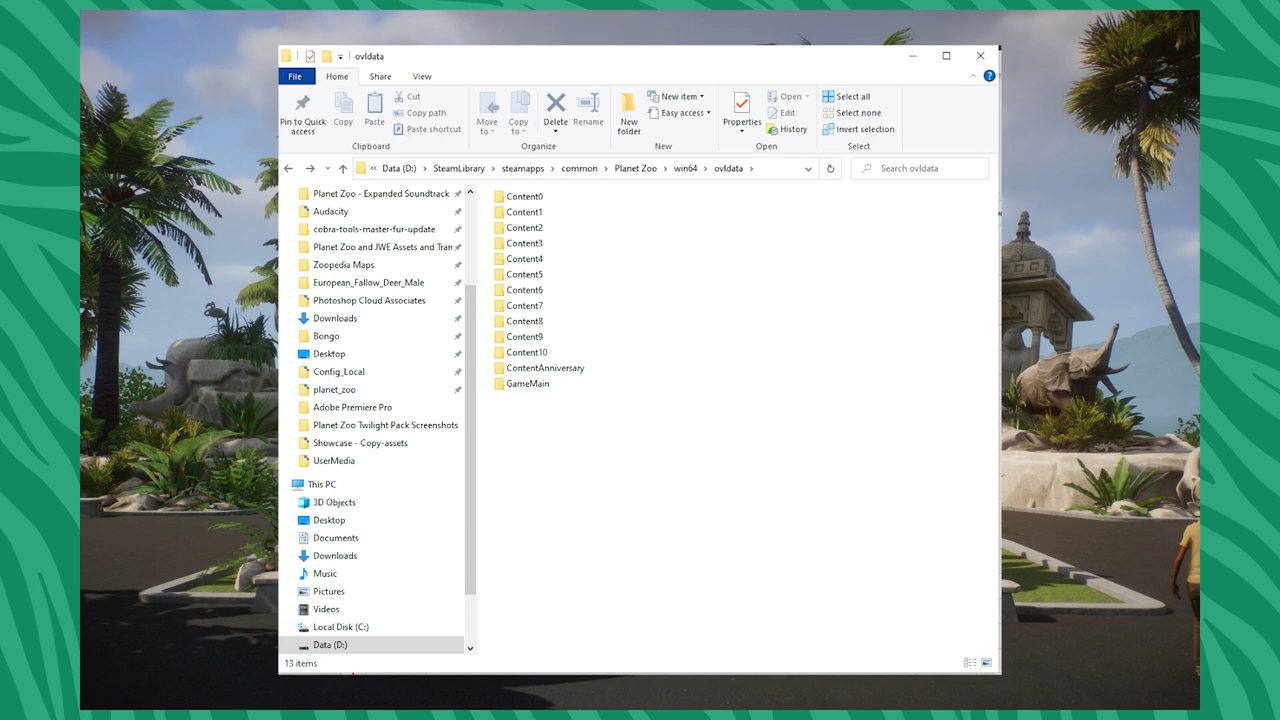 ovldata
File Home Share View
Pin to Quick access
Copy
Paste
Cut
Copy path
Paste shortcut
Clipboard
Move to
Copy to
Delete
Rename
Organize
New folder
New item
Easy access
New
Properties
Open
Edit
History
Open
Select all
Select none
Invert selection
Select
« Data (D:) › SteamLibrary › steamapps › common › Planet Zoo › win64 › ovldata ›
Search ovldata
Planet Zoo - Expanded Soundtrack
Audacity
cobra-tools-master-fur-update
Planet Zoo and JWE Assets and Tran
Zoopedia Maps
European_Fallow_Deer_Male
Photoshop Cloud Associates
Downloads
Bongo
Desktop
Config_Local
planet_zoo
Adobe Premiere Pro
Planet Zoo Twilight Pack Screenshots
Showcase - Copy-assets
UserMedia
This PC
3D Objects
Desktop
Documents
Downloads
Music
Pictures
Videos
Local Disk (C:)
Data (D:)
Content0
Content1
Content2
Content3
Content4
Content5
Content6
Content7
Content8
Content9
Content10
ContentAnniversary
GameMain
13 items